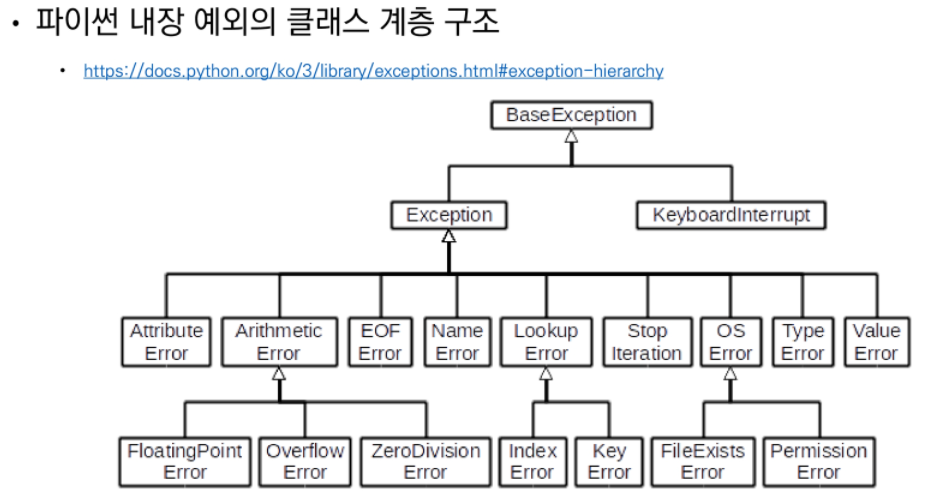 • 파이썬 내장 예외의 클래스 계층 구조
• https://docs.python.org/ko/3/library/exceptions.html#exception-hierarchy
BaseException
Exception
KeyboardInterrupt
Attribute
Error
Arithmetic
Error
EOF
Error
Name
Error
Lookup
Error
Stop
Iteration
OS
Error
Type
Error
Value
Error
FloatingPoint
Error
Overflow
Error
ZeroDivision
Error
Index
Error
Key
Error
FileExists
Error
Permission
Error